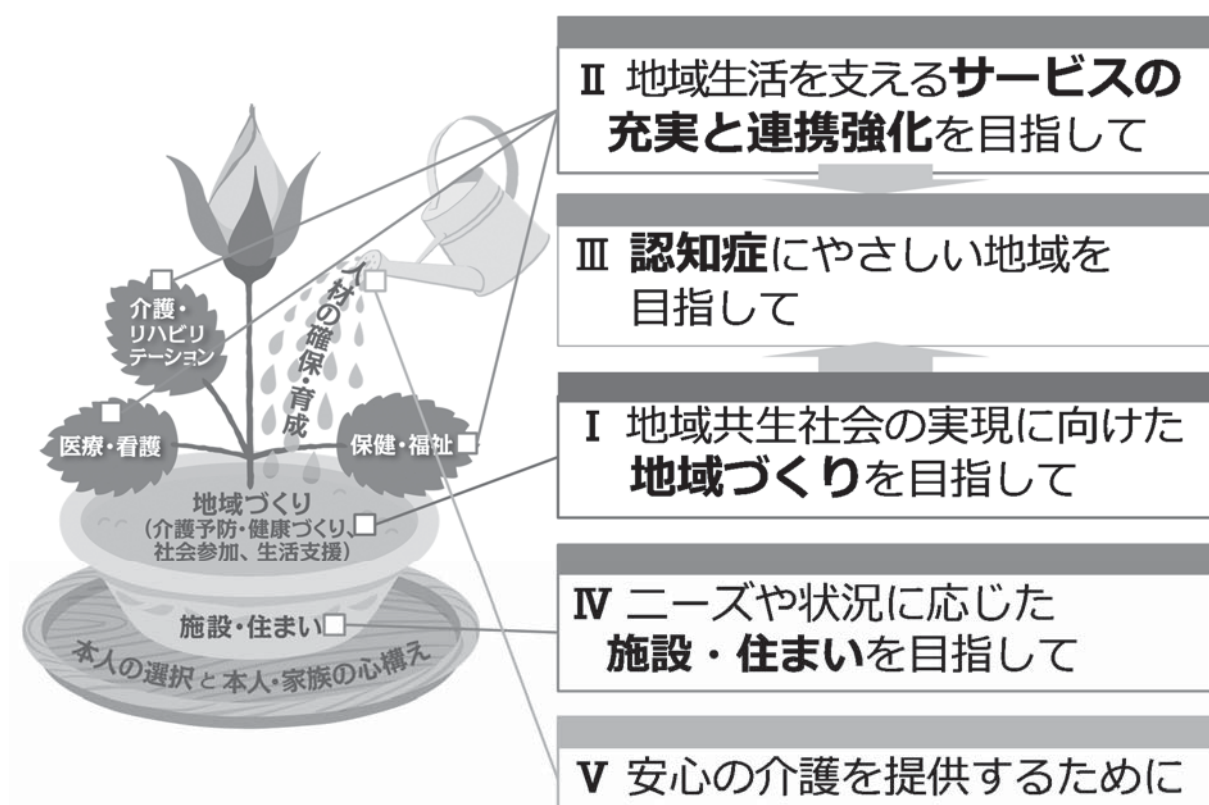 介護・
リハビリ
テーション
医療・看護
保健・福祉
人材の確保・育成
地域づくり
(介護予防・健康づくり、
社会参加、生活支援)
施設・住まい
本人の選択と本人・家族の心構え
Ⅱ 地域生活を支えるサービスの
充実と連携強化を目指して
Ⅲ 認知症にやさしい地域を
目指して
Ⅰ 地域共生社会の実現に向けた
地域づくりを目指して
Ⅳ ニーズや状況に応じた
施設・住まいを目指して
Ⅴ 安心の介護を提供するために